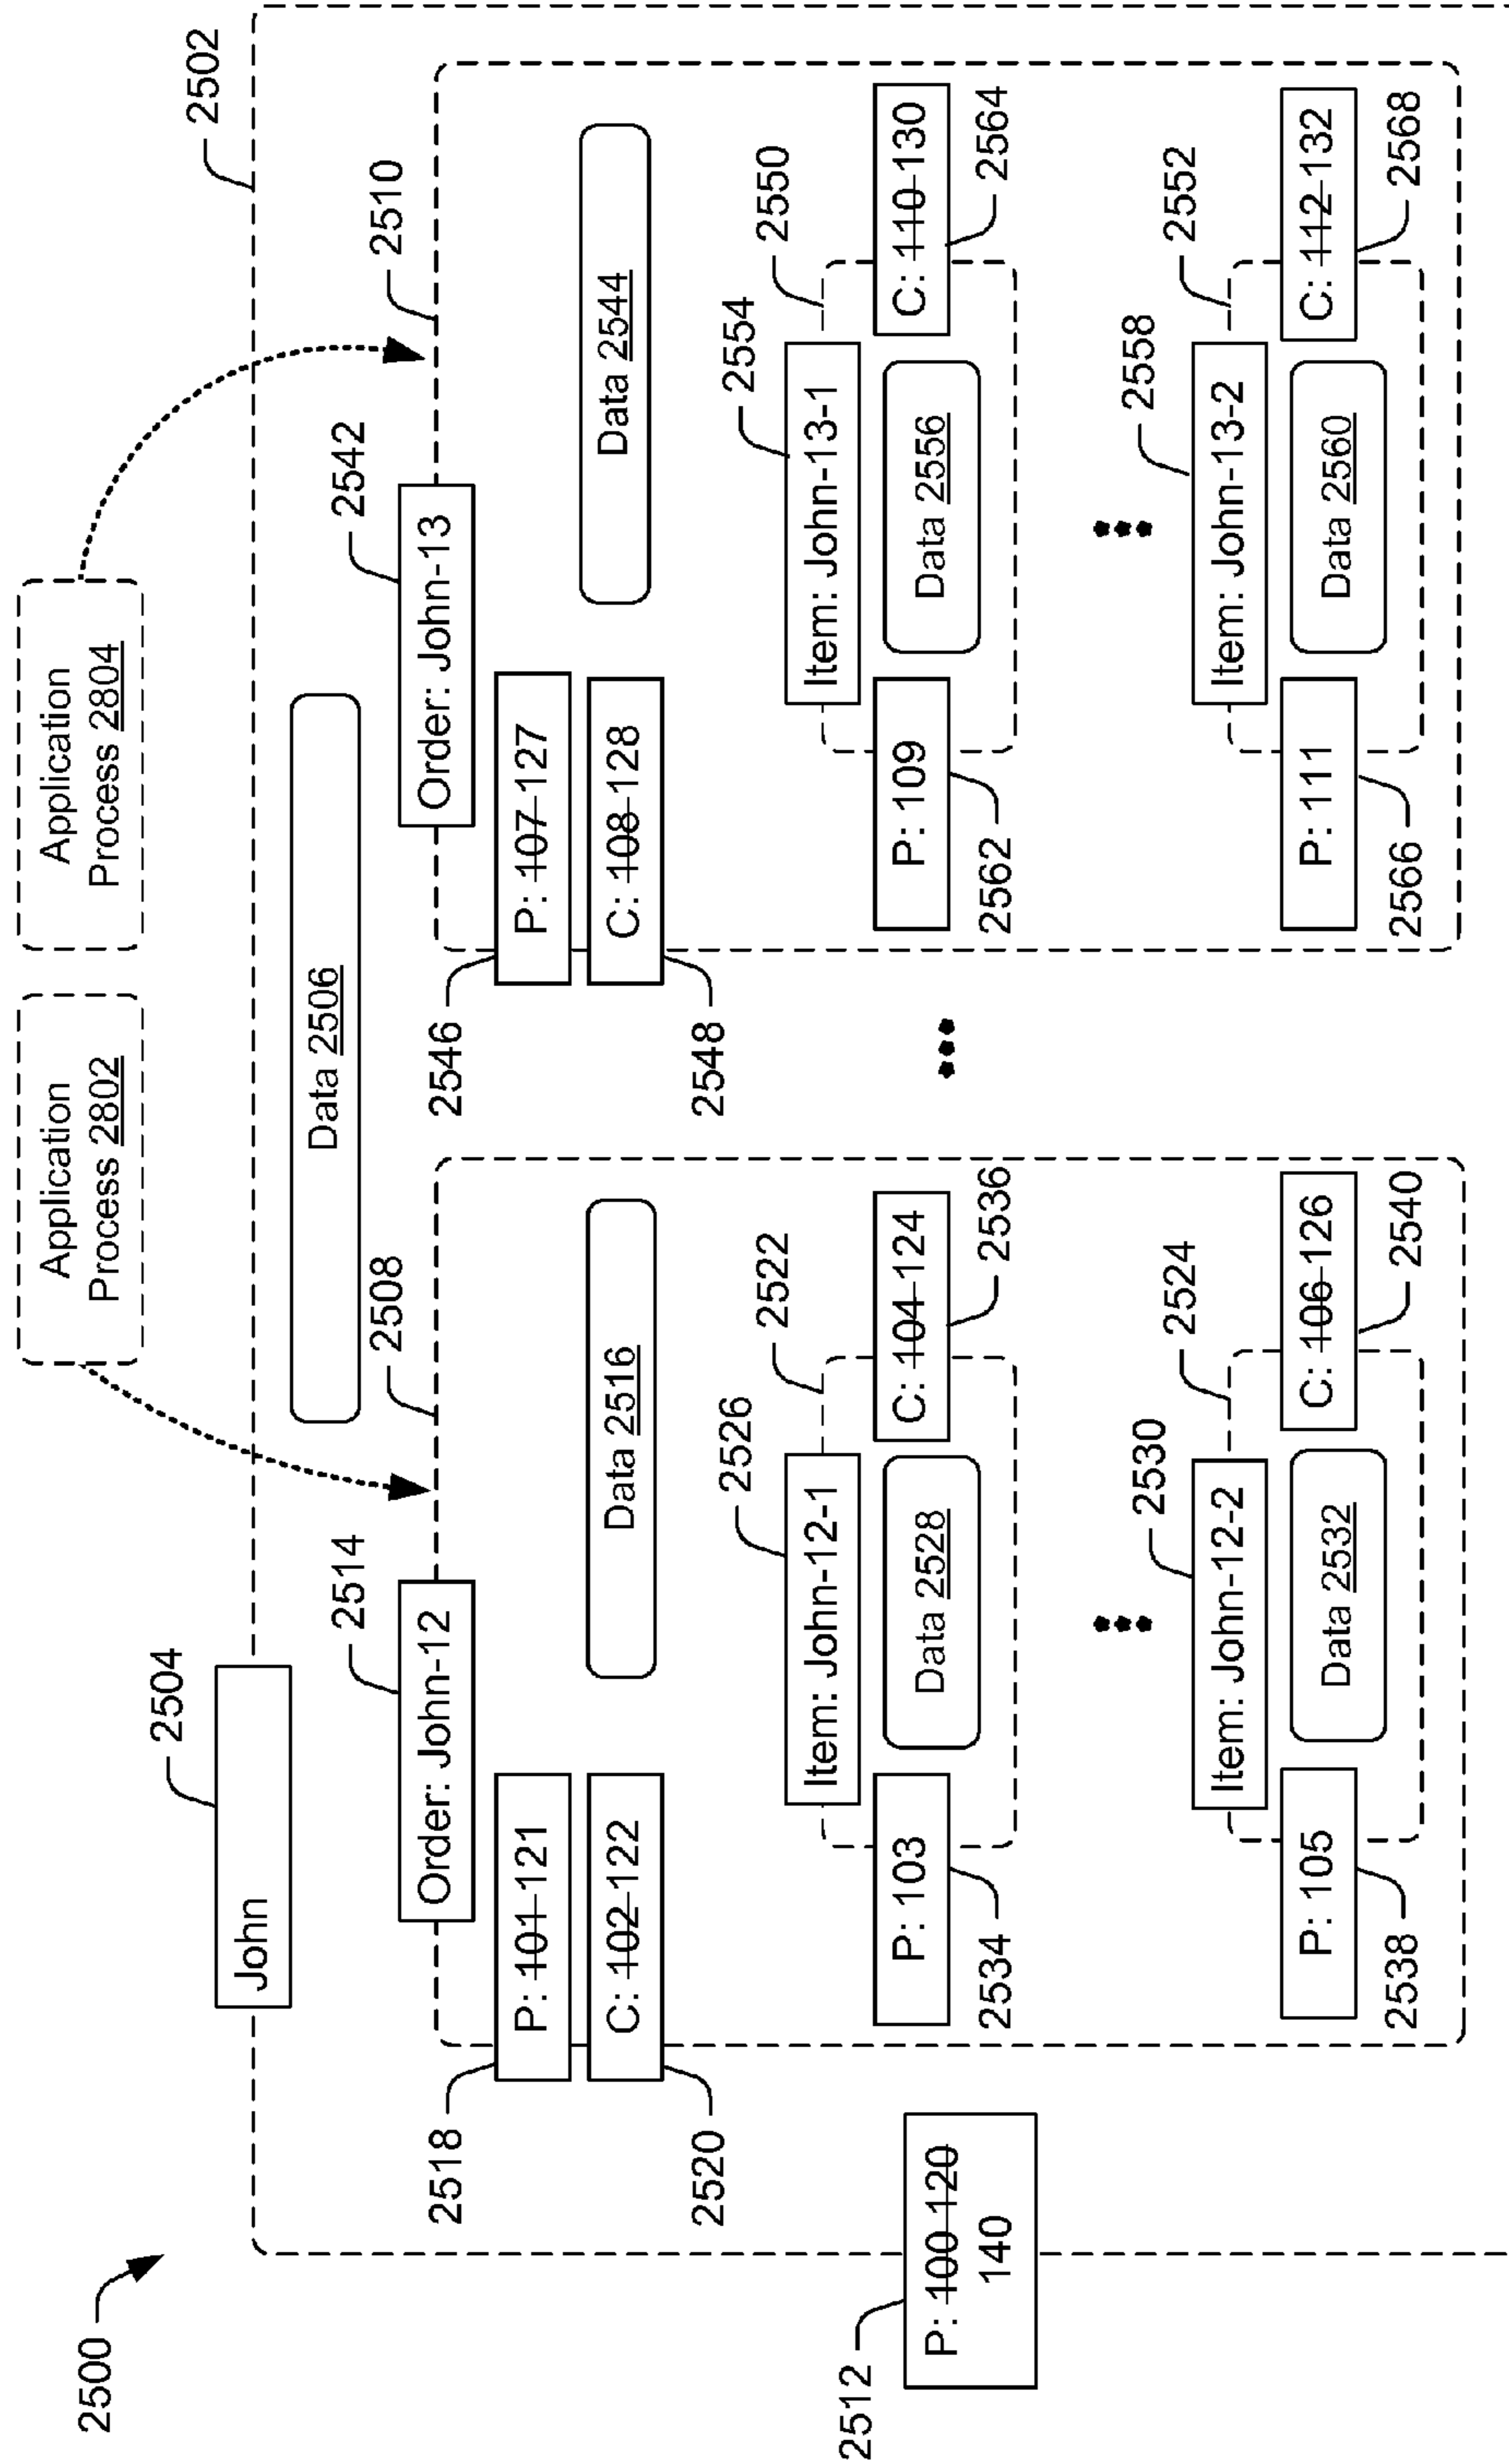 2500
Application
Process 2802
Application
Process 2804
2502
2504
John
Data 2506
2508
2510
2514
Order: John-12
2542
Order: John-13
2518
P: 101 121
C: 102 122
2520
Data 2516
2546
P: 107 127
C: 108 128
2548
Data 2544
2512
P: 100 120
140
2526
2522
Item: John-12-1
P: 103
Data 2528
C: 104 124
2534
2536
2554
2550
Item: John-13-1
P: 109
Data 2556
C: 110 130
2562
2564
2530
2524
Item: John-12-2
P: 105
Data 2532
C: 106 126
2538
2540
2558
2552
Item: John-13-2
P: 111
Data 2560
C: 112 132
2566
2568